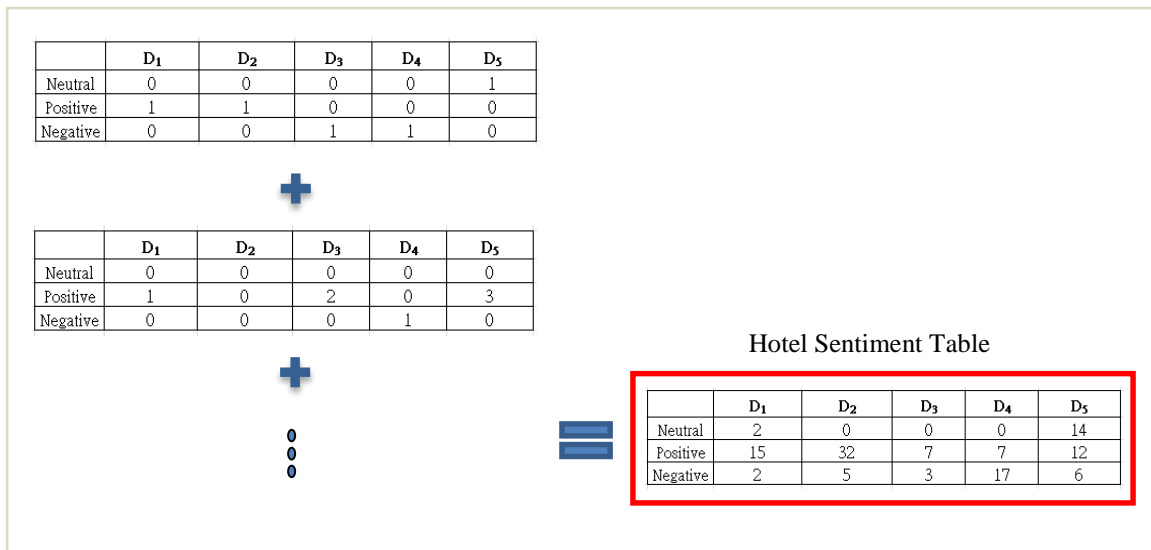 D₁ D₂ D₃ D₄ D₅
Neutral 0 0 0 0 1
Positive 1 1 0 0 0
Negative 0 0 1 1 0
D₁ D₂ D₃ D₄ D₅
Neutral 0 0 0 0 0
Positive 1 0 2 0 3
Negative 0 0 0 1 0
Hotel Sentiment Table
D₁ D₂ D₃ D₄ D₅
Neutral 2 0 0 0 14
Positive 15 32 7 7 12
Negative 2 5 3 17 6